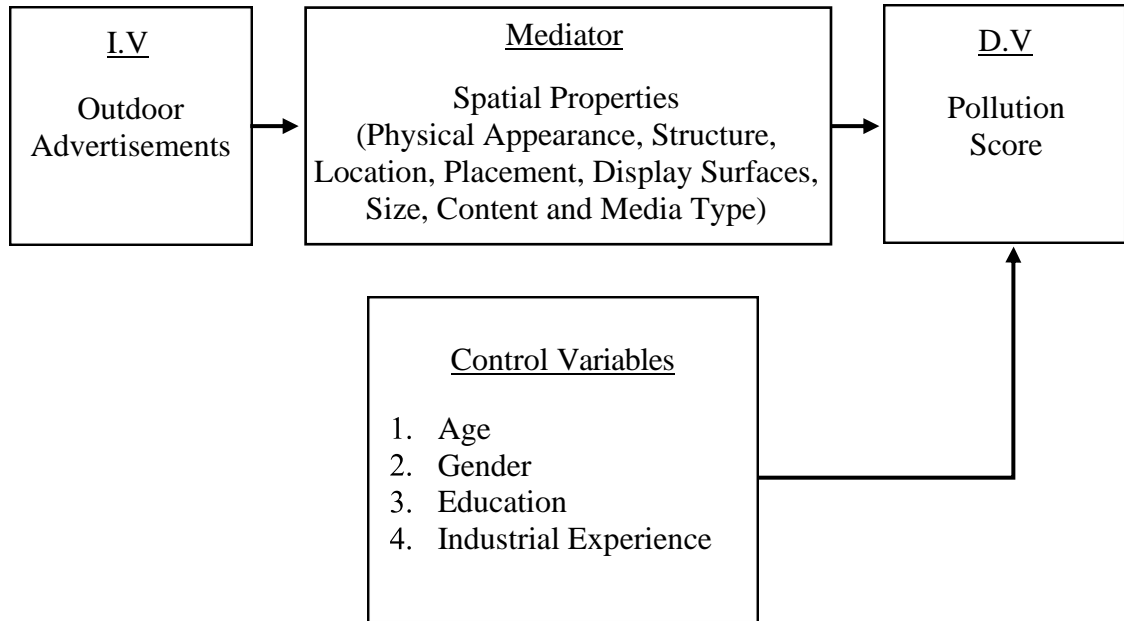 I.V
Outdoor
Advertisements
Mediator
Spatial Properties
(Physical Appearance, Structure,
Location, Placement, Display Surfaces,
Size, Content and Media Type)
D.V
Pollution
Score
Control Variables
1. Age
2. Gender
3. Education
4. Industrial Experience